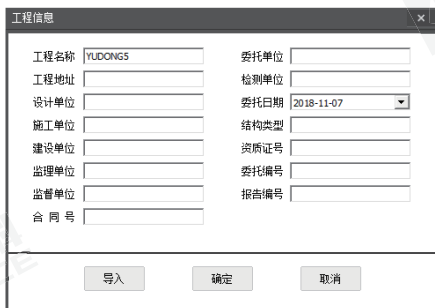 工程信息
工程名称 YUDONG5 委托单位
工程地址 检测单位
设计单位 委托日期 2018-11-07
施工单位 结构类型
建设单位 资质证号
监理单位 委托编号
监督单位 报告编号
合 同 号
导入 确定 取消